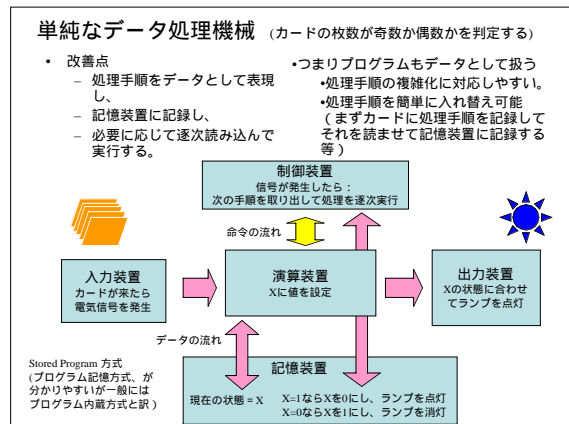 単純なデータ処理機械 (カードの枚数が奇数か偶数かを判定する)
• 改善点
– 処理手順をデータとして表現
し、
– 記憶装置に記録し、
– 必要に応じて逐次読み込んで
実行する。
•つまりプログラムもデータとして扱う
•処理手順の複雑化に対応しやすい。
•処理手順を簡単に入れ替え可能
(まずカードに処理手順を記録して
それを読ませて記憶装置に記録する
等)
制御装置
信号が発生したら:
次の手順を取り出して処理を逐次実行
命令の流れ
入力装置
カードが来たら
電気信号を発生
演算装置
Xに値を設定
出力装置
Xの状態に合わせ
てランプを点灯
データの流れ
Stored Program 方式
(プログラム記憶方式、が
分かりやすいが一般には
プログラム内蔵方式と訳)
記憶装置
現在の状態 = X
X=1ならXを0にし、ランプを点灯
X=0ならXを1にし、ランプを消灯